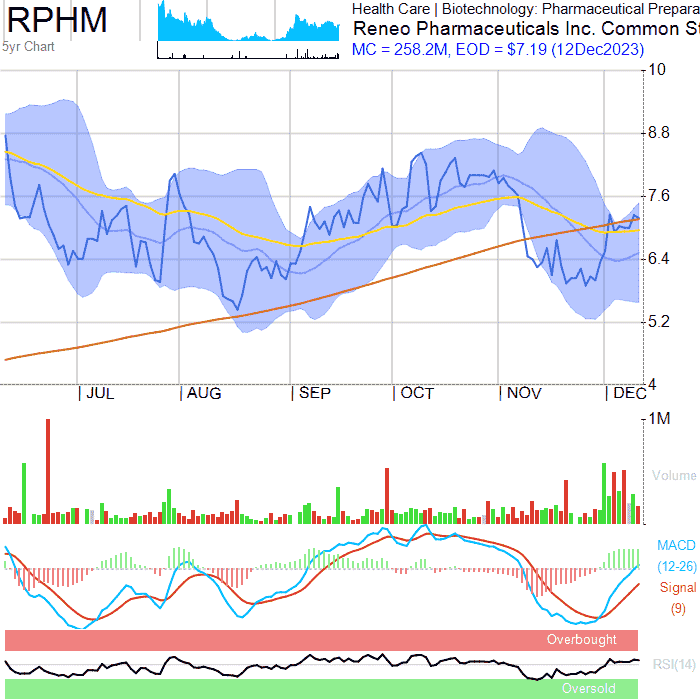 RPHM
5yr Chart
Health Care | Biotechnology: Pharmaceutical Prepara
Reneo Pharmaceuticals Inc. Common St
MC = 258.2M, EOD = $7.19 (12Dec2023)
10
8.8
7.6
6.4
5.2
4
| JUL | AUG | SEP | OCT | NOV | DEC
1M
Volume
MACD
(12-26)
Signal
(9)
Overbought
RSI(14)
Oversold